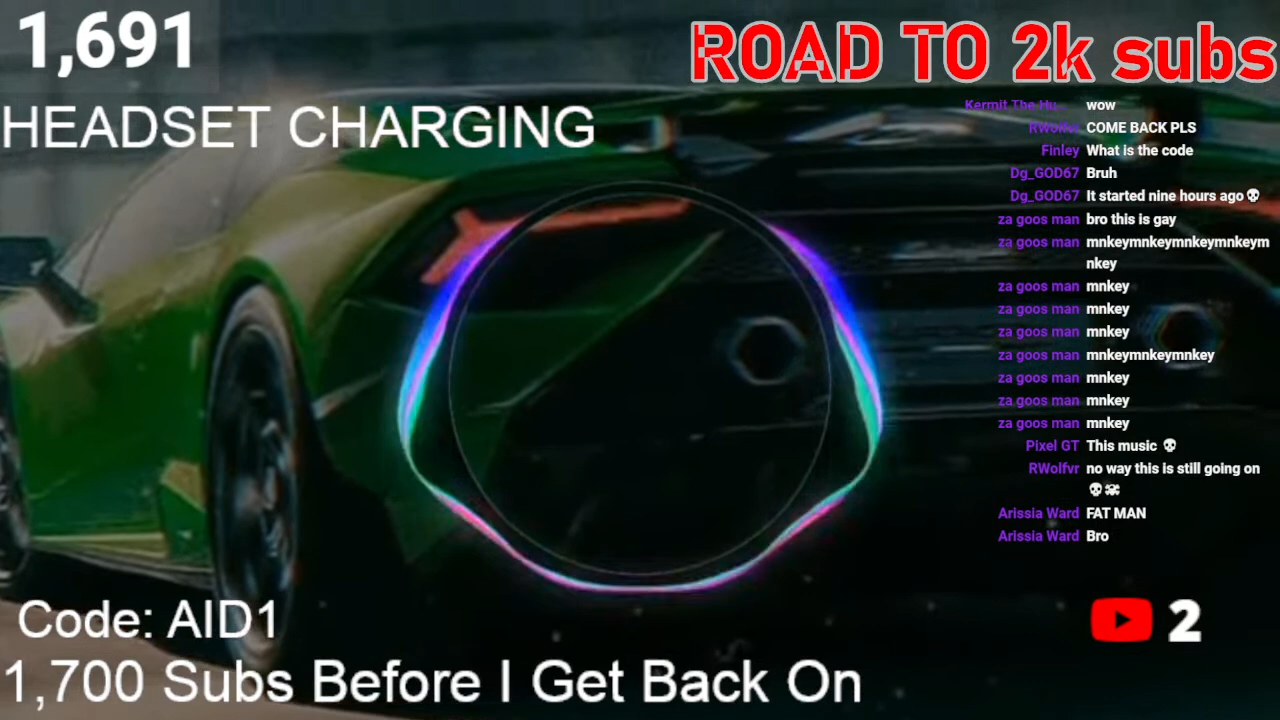 1,691
ROAD TO 2k subs
HEADSET CHARGING
Kermit The Hu... wow
RWolfvr COME BACK PLS
Finley What is the code
Dg_GOD67 Bruh
Dg_GOD67 It started nine hours ago💀
za goos man bro this is gay
za goos man mnkeymnkeymnkeymnkeym
nkey
za goos man mnkey
za goos man mnkey
za goos man mnkey
za goos man mnkeymnkeymnkey
za goos man mnkey
za goos man mnkey
za goos man mnkey
Pixel GT This music 💀
RWolfvr no way this is still going on
💀☠
Arissia Ward FAT MAN
Arissia Ward Bro
Code: AID1
2
1,700 Subs Before I Get Back On